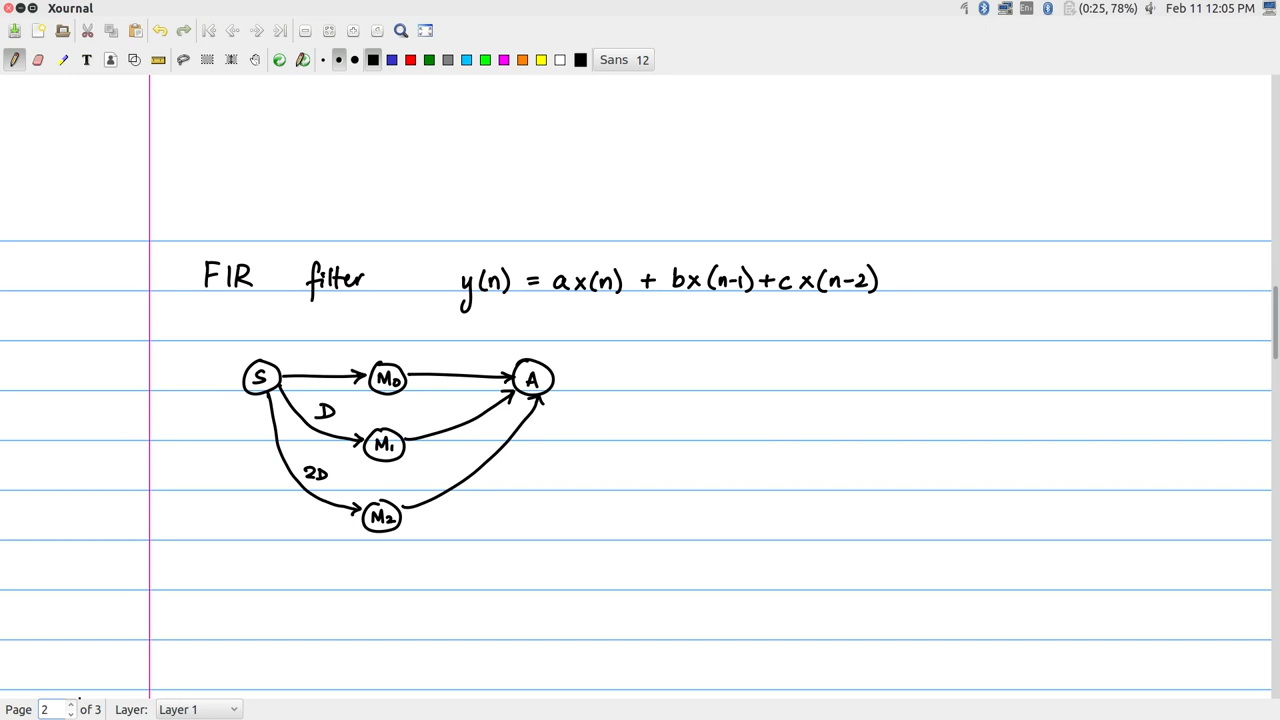 Xournal
En
(0:25, 78%)
Feb 11 12:05 PM
T
Sans 12
FIR filter y(n) = ax(n) + bx(n-1)+cx(n-2)
S M0 A
D
M1
2D
M2
Page 2 of 3 Layer: Layer 1